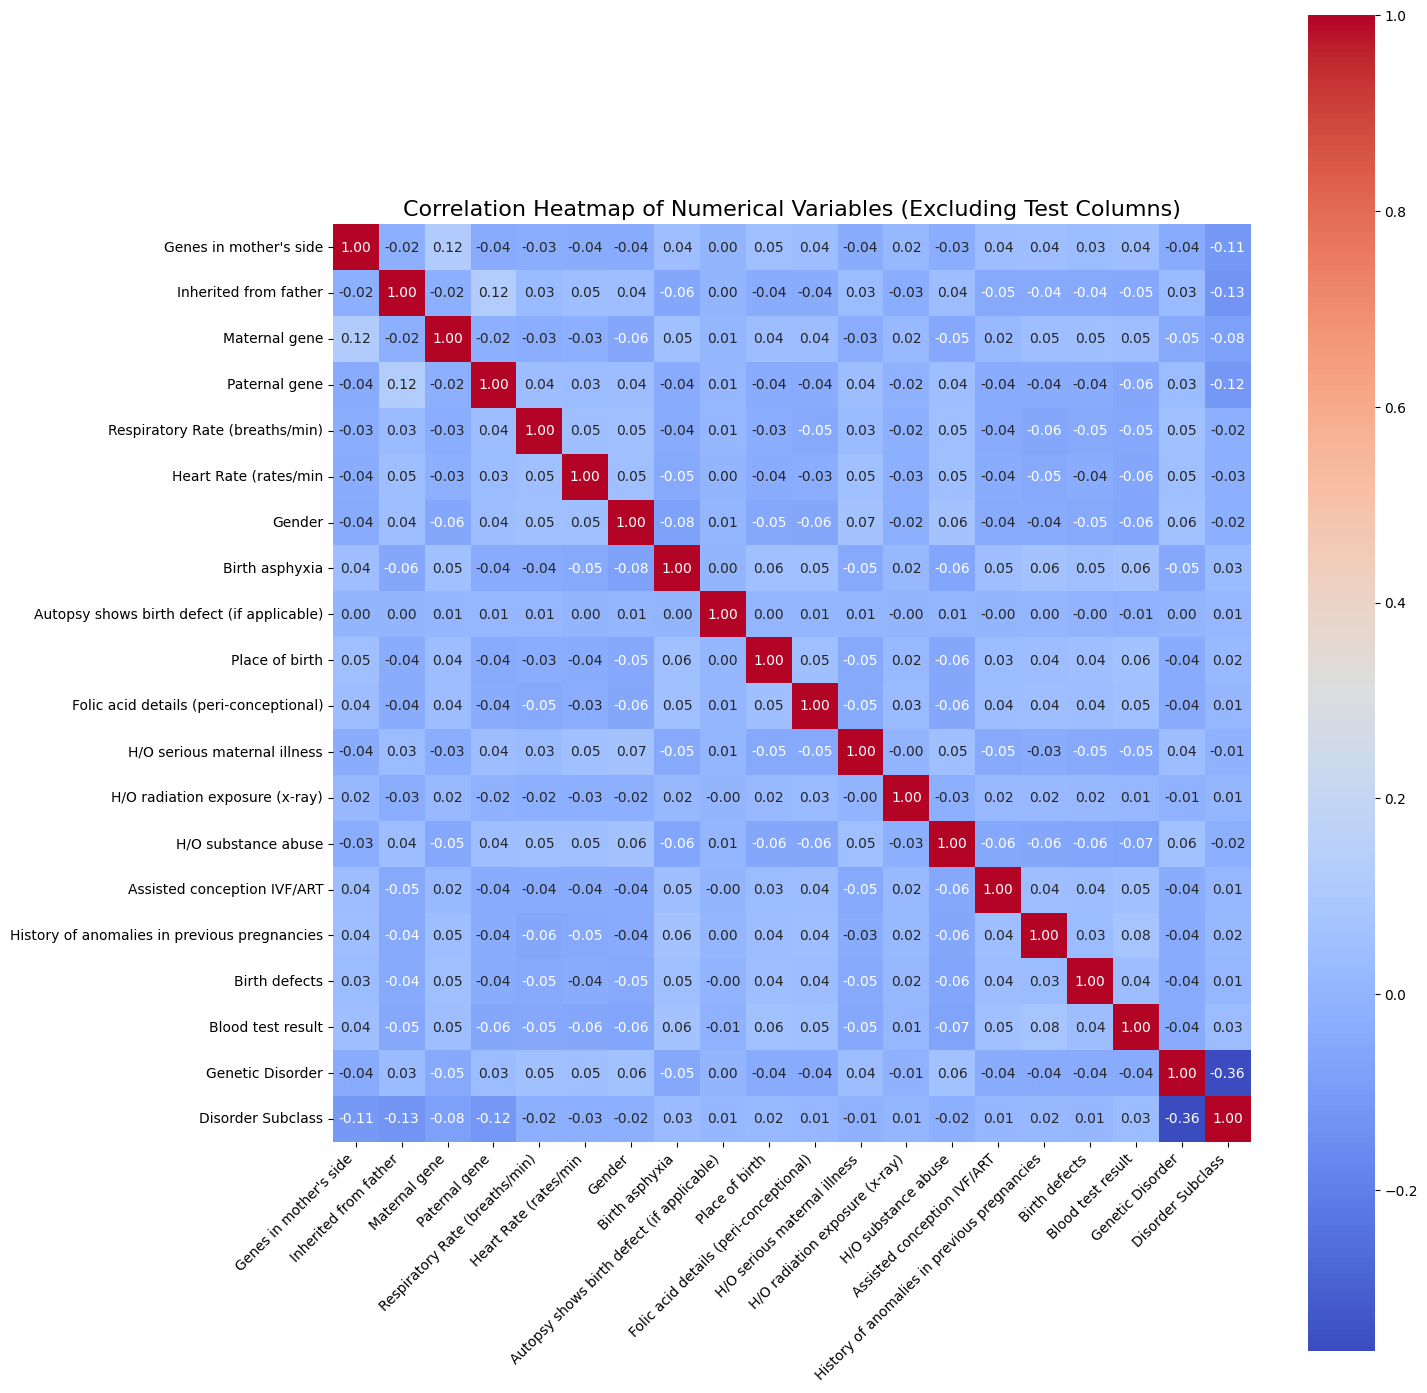 Correlation Heatmap of Numerical Variables (Excluding Test Columns)
Genes in mother's side 1.00 -0.02 0.12 -0.04 -0.03 -0.04 -0.04 0.04 0.00 0.05 0.04 -0.04 0.02 -0.03 0.04 0.04 0.03 0.04 -0.04 -0.11
Inherited from father -0.02 1.00 -0.02 0.12 0.03 0.05 0.04 -0.06 0.00 -0.04 -0.04 0.03 -0.03 0.04 -0.05 -0.04 -0.04 -0.05 0.03 -0.13
Maternal gene 0.12 -0.02 1.00 -0.02 -0.03 -0.03 -0.06 0.05 0.01 0.04 0.04 -0.03 0.02 -0.05 0.02 0.05 0.05 0.05 -0.05 -0.08
Paternal gene -0.04 0.12 -0.02 1.00 0.04 0.03 0.04 -0.04 0.01 -0.04 -0.04 0.04 -0.02 0.04 -0.04 -0.04 -0.04 -0.06 0.03 -0.12
Respiratory Rate (breaths/min) -0.03 0.03 -0.03 0.04 1.00 0.05 0.05 -0.04 0.01 -0.03 -0.05 0.03 -0.02 0.05 -0.04 -0.06 -0.05 -0.05 0.05 -0.02
Heart Rate (rates/min -0.04 0.05 -0.03 0.03 0.05 1.00 0.05 -0.05 0.00 -0.04 -0.03 0.05 -0.03 0.05 -0.04 -0.05 -0.04 -0.06 0.05 -0.03
Gender -0.04 0.04 -0.06 0.04 0.05 0.05 1.00 -0.08 0.01 -0.05 -0.06 0.07 -0.02 0.06 -0.04 -0.04 -0.05 -0.06 0.06 -0.02
Birth asphyxia 0.04 -0.06 0.05 -0.04 -0.04 -0.05 -0.08 1.00 0.00 0.06 0.05 -0.05 0.02 -0.06 0.05 0.06 0.05 0.06 -0.05 0.03
Autopsy shows birth defect (if applicable) 0.00 0.00 0.01 0.01 0.01 0.00 0.01 0.00 1.00 0.00 0.01 0.01 -0.00 0.01 -0.00 0.00 -0.00 -0.01 0.00 0.01
Place of birth 0.05 -0.04 0.04 -0.04 -0.03 -0.04 -0.05 0.06 0.00 1.00 0.05 -0.05 0.02 -0.06 0.03 0.04 0.04 0.06 -0.04 0.02
Folic acid details (peri-conceptional) 0.04 -0.04 0.04 -0.04 -0.05 -0.03 -0.06 0.05 0.01 0.05 1.00 -0.05 0.03 -0.06 0.04 0.04 0.04 0.05 -0.04 0.01
H/O serious maternal illness -0.04 0.03 -0.03 0.04 0.03 0.05 0.07 -0.05 0.01 -0.05 -0.05 1.00 -0.00 0.05 -0.05 -0.03 -0.05 -0.05 0.04 -0.01
H/O radiation exposure (x-ray) 0.02 -0.03 0.02 -0.02 -0.02 -0.03 -0.02 0.02 -0.00 0.02 0.03 -0.00 1.00 -0.03 0.02 0.02 0.02 0.01 -0.01 0.01
H/O substance abuse -0.03 0.04 -0.05 0.04 0.05 0.05 0.06 -0.06 0.01 -0.06 -0.06 0.05 -0.03 1.00 -0.06 -0.06 -0.06 -0.07 0.06 -0.02
Assisted conception IVF/ART 0.04 -0.05 0.02 -0.04 -0.04 -0.04 -0.04 0.05 -0.00 0.03 0.04 -0.05 0.02 -0.06 1.00 0.04 0.04 0.05 -0.04 0.01
History of anomalies in previous pregnancies 0.04 -0.04 0.05 -0.04 -0.06 -0.05 -0.04 0.06 0.00 0.04 0.04 -0.03 0.02 -0.06 0.04 1.00 0.03 0.08 -0.04 0.02
Birth defects 0.03 -0.04 0.05 -0.04 -0.05 -0.04 -0.05 0.05 -0.00 0.04 0.04 -0.05 0.02 -0.06 0.04 0.03 1.00 0.04 -0.04 0.01
Blood test result 0.04 -0.05 0.05 -0.06 -0.05 -0.06 -0.06 0.06 -0.01 0.06 0.05 -0.05 0.01 -0.07 0.05 0.08 0.04 1.00 -0.04 0.03
Genetic Disorder -0.04 0.03 -0.05 0.03 0.05 0.05 0.06 -0.05 0.00 -0.04 -0.04 0.04 -0.01 0.06 -0.04 -0.04 -0.04 -0.04 1.00 -0.36
Disorder Subclass -0.11 -0.13 -0.08 -0.12 -0.02 -0.03 -0.02 0.03 0.01 0.02 0.01 -0.01 0.01 -0.02 0.01 0.02 0.01 0.03 -0.36 1.00
Genes in mother's side
Inherited from father
Maternal gene
Paternal gene
Respiratory Rate (breaths/min)
Heart Rate (rates/min
Gender
Birth asphyxia
Autopsy shows birth defect (if applicable)
Place of birth
Folic acid details (peri-conceptional)
H/O serious maternal illness
H/O radiation exposure (x-ray)
H/O substance abuse
Assisted conception IVF/ART
History of anomalies in previous pregnancies
Birth defects
Blood test result
Genetic Disorder
Disorder Subclass
1.0
0.8
0.6
0.4
0.2
0.0
−0.2